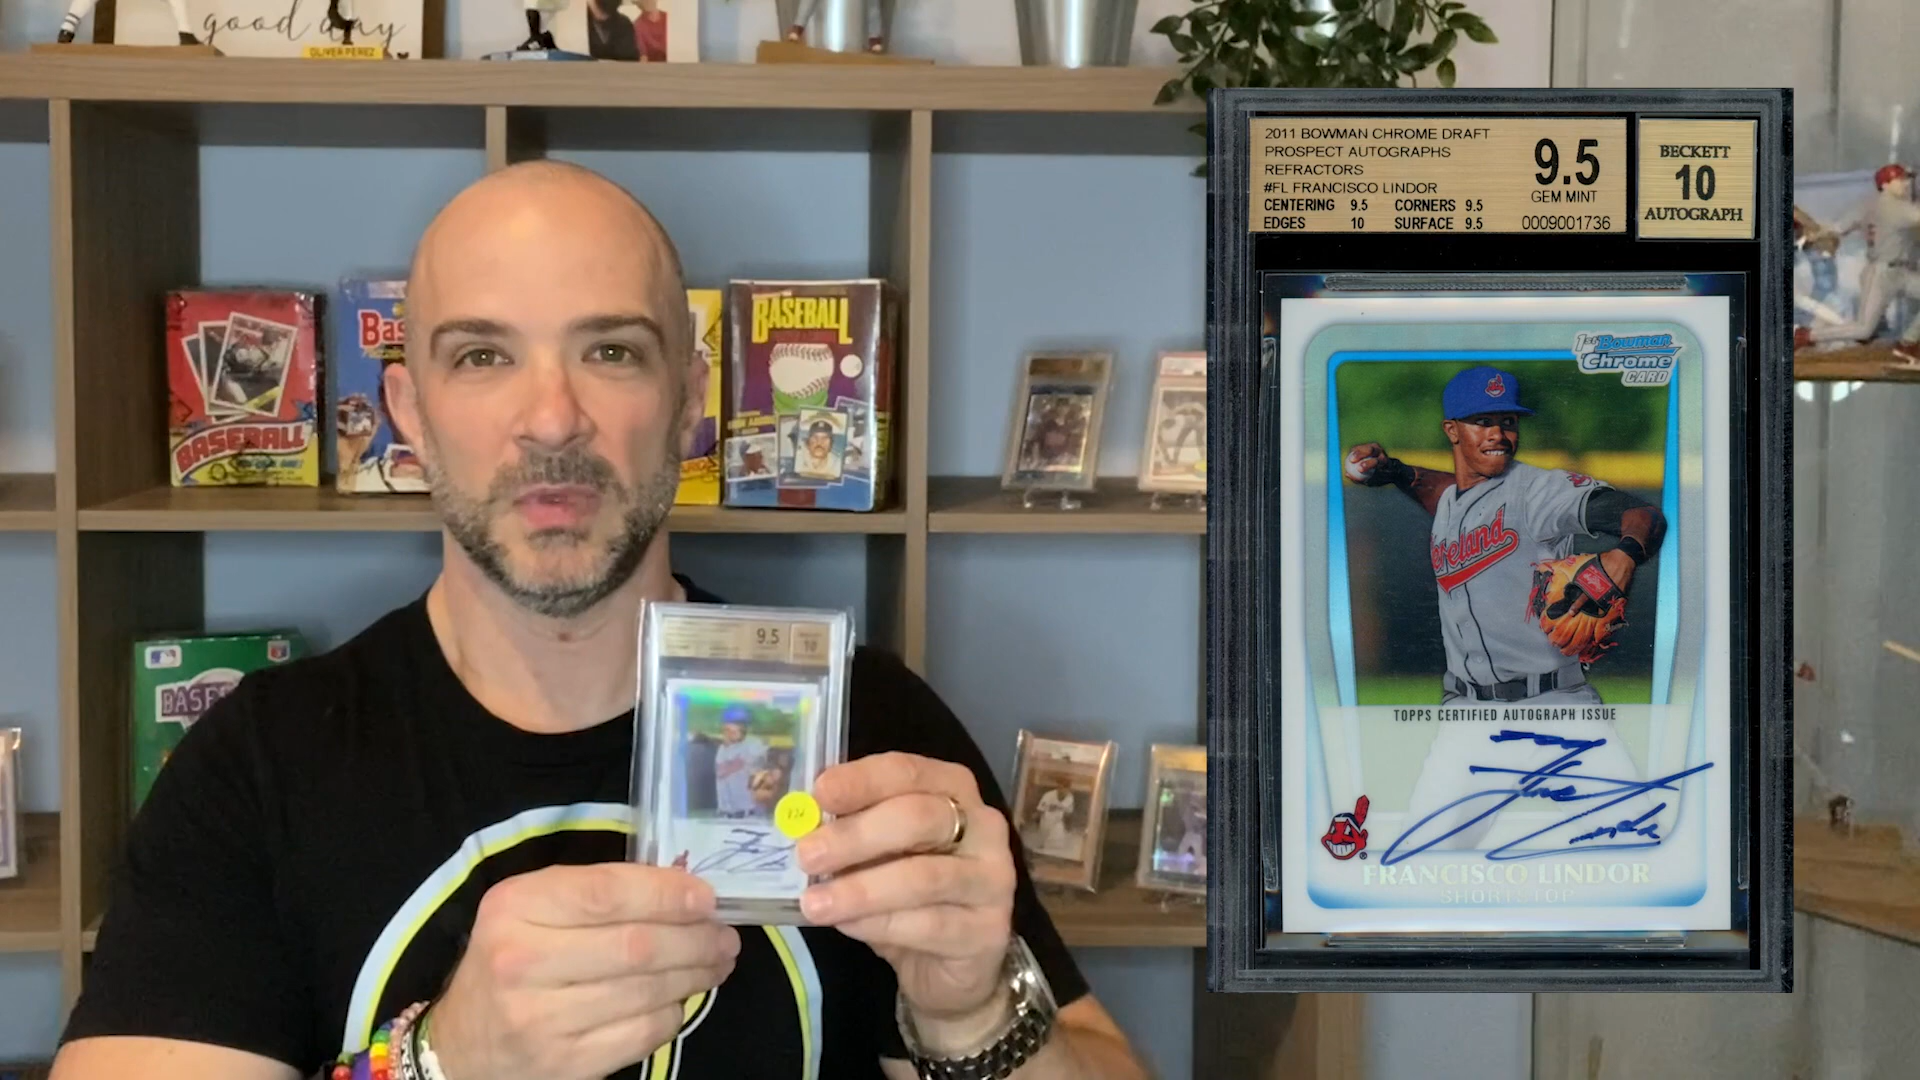 good day
OLIVER PEREZ
BASEBALL
Bas
BASEBALL
BASE
9.5
10
2011 BOWMAN CHROME DRAFT
PROSPECT AUTOGRAPHS
REFRACTORS
#FL FRANCISCO LINDOR
CENTERING 9.5 CORNERS 9.5
EDGES 10 SURFACE 9.5
9.5
GEM MINT
0009001736
BECKETT
10
AUTOGRAPH
1st Bowman
Chrome
CARD
Cleveland
TOPPS CERTIFIED AUTOGRAPH ISSUE
FRANCISCO LINDOR
SHORTSTOP